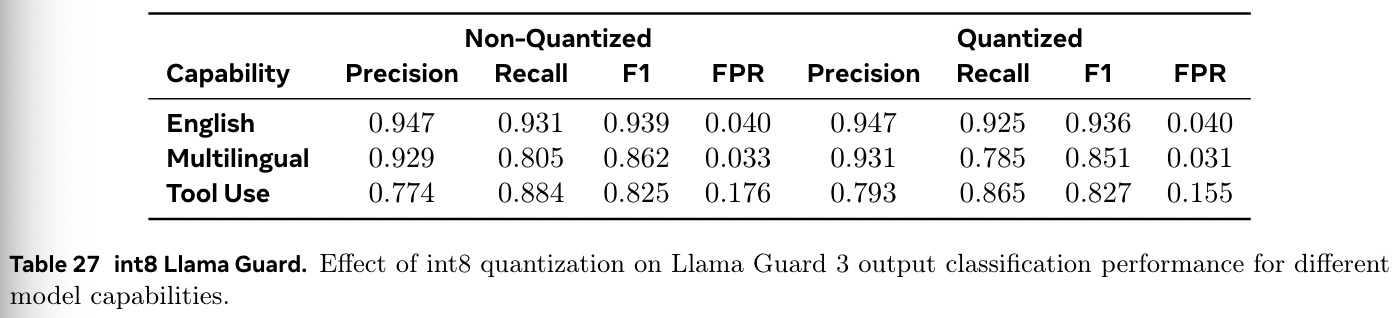 Non-Quantized Quantized
Capability Precision Recall F1 FPR Precision Recall F1 FPR
English 0.947 0.931 0.939 0.040 0.947 0.925 0.936 0.040
Multilingual 0.929 0.805 0.862 0.033 0.931 0.785 0.851 0.031
Tool Use 0.774 0.884 0.825 0.176 0.793 0.865 0.827 0.155
Table 27 int8 Llama Guard. Effect of int8 quantization on Llama Guard 3 output classification performance for different
model capabilities.